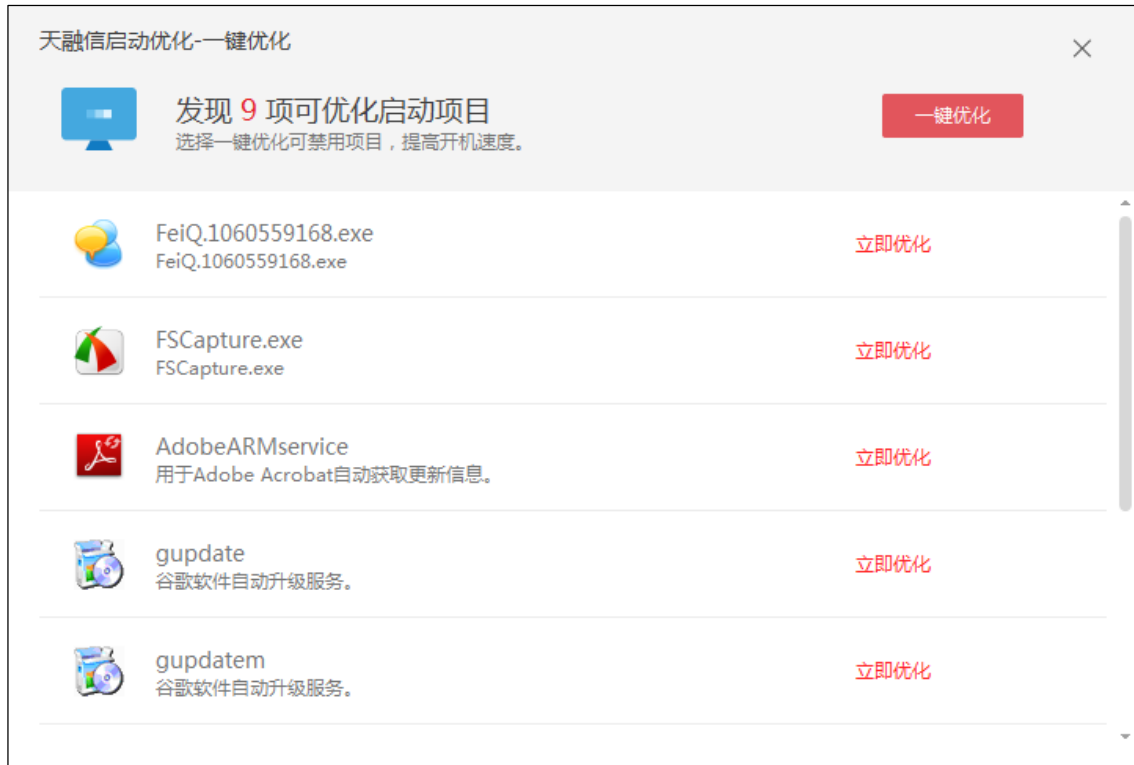 天融信启动优化-一键优化
发现 9 项可优化启动项目
选择一键优化可禁用项目，提高开机速度。
一键优化
FeiQ.1060559168.exe
FeiQ.1060559168.exe
立即优化
FSCapture.exe
FSCapture.exe
立即优化
AdobeARMservice
用于Adobe Acrobat自动获取更新信息。
立即优化
gupdate
谷歌软件自动升级服务。
立即优化
gupdatem
谷歌软件自动升级服务。
立即优化